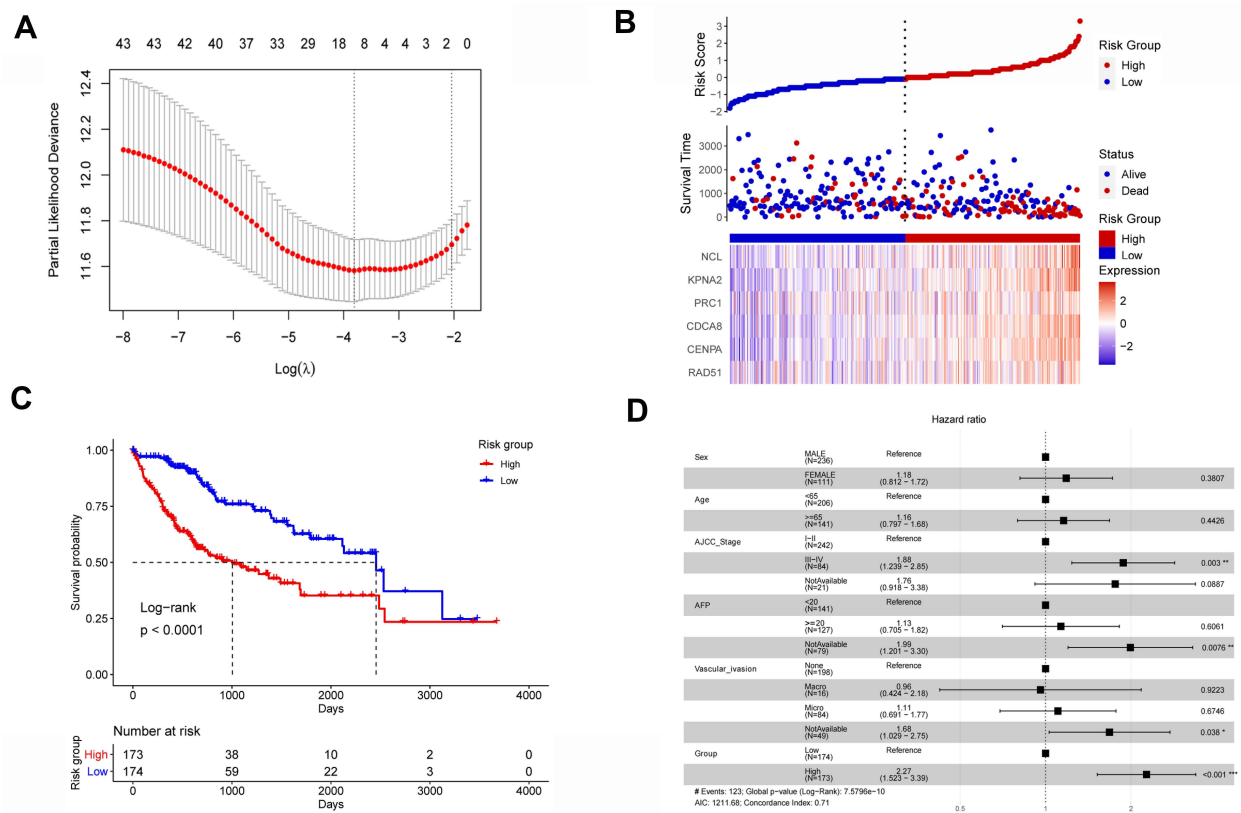 A
43 43 42 40 37 33 29 18 8 4 4 3 2 0
Partial Likelihood Deviance
12.4
12.2
12.0
11.8
11.6
−8 −7 −6 −5 −4 −3 −2
Log(λ)
B
Risk Score
3
2
1
0
−1
−2
Risk Group
High
Low
Survival Time
3000
2000
1000
0
Status
Alive
Dead
Risk Group
High
Low
NCL
KPNA2
PRC1
CDCA8
CENPA
RAD51
Expression
2
0
−2
C
Risk group
High
Low
Survival probability
1.00
0.75
0.50
0.25
0.00
Log−rank
p < 0.0001
0 1000 2000 3000 4000
Days
Number at risk
Risk group
High 173 38 10 2 0
Low 174 59 22 3 0
0 1000 2000 3000 4000
Days
D
Hazard ratio
Sex MALE Reference
(N=236)
FEMALE 1.18 0.3807
(N=111) (0.812 − 1.72)
Age <65 Reference
(N=206)
>=65 1.16 0.4426
(N=141) (0.797 − 1.68)
AJCC_Stage I−II Reference
(N=242)
III−IV 1.88 0.003 **
(N=84) (1.239 − 2.85)
NotAvailable 1.76 0.0887
(N=21) (0.918 − 3.38)
AFP <20 Reference
(N=141)
>=20 1.13 0.6061
(N=127) (0.705 − 1.82)
NotAvailable 1.99 0.0076 **
(N=79) (1.201 − 3.30)
Vascular_ivasion None Reference
(N=198)
Macro 0.96 0.9223
(N=16) (0.424 − 2.18)
Micro 1.11 0.6746
(N=84) (0.691 − 1.77)
NotAvailable 1.68 0.038 *
(N=49) (1.029 − 2.75)
Group Low Reference
(N=174)
High 2.27 <0.001 ***
(N=173) (1.523 − 3.39)
# Events: 123; Global p−value (Log−Rank): 7.5796e−10
AIC: 1211.68; Concordance Index: 0.71
0.5 1 2